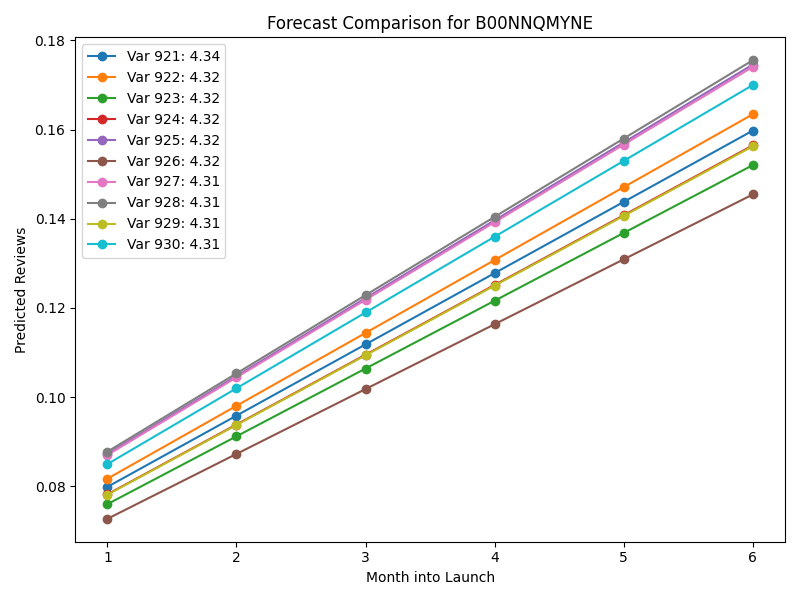 Forecast Comparison for B00NNQMYNE
Var 921: 4.34
Var 922: 4.32
Var 923: 4.32
Var 924: 4.32
Var 925: 4.32
Var 926: 4.32
Var 927: 4.31
Var 928: 4.31
Var 929: 4.31
Var 930: 4.31
Predicted Reviews
0.18
0.16
0.14
0.12
0.10
0.08
1 2 3 4 5 6
Month into Launch